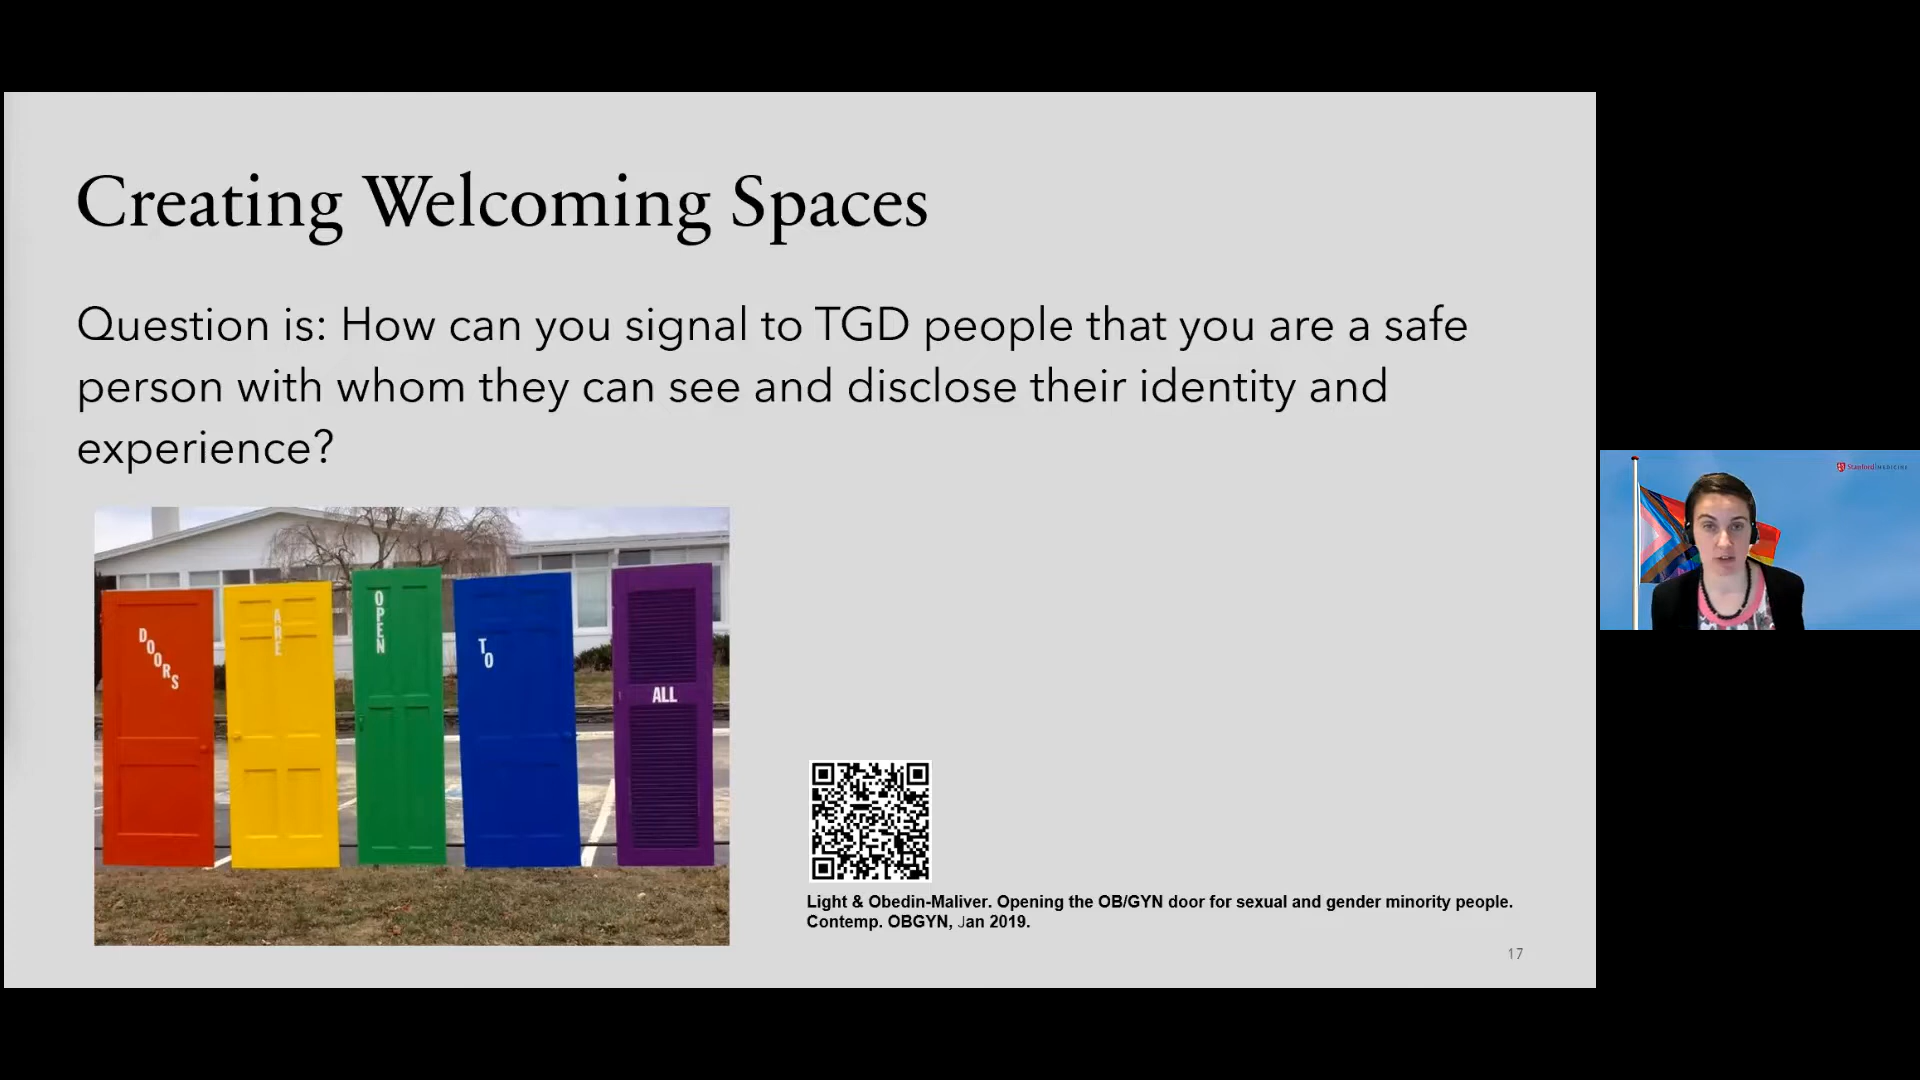 Creating Welcoming Spaces
Question is: How can you signal to TGD people that you are a safe
person with whom they can see and disclose their identity and
experience?
DOORS
ARE
OPEN
TO
ALL
Light & Obedin-Maliver. Opening the OB/GYN door for sexual and gender minority people.
Contemp. OBGYN, Jan 2019.
17
Stanford MEDICINE